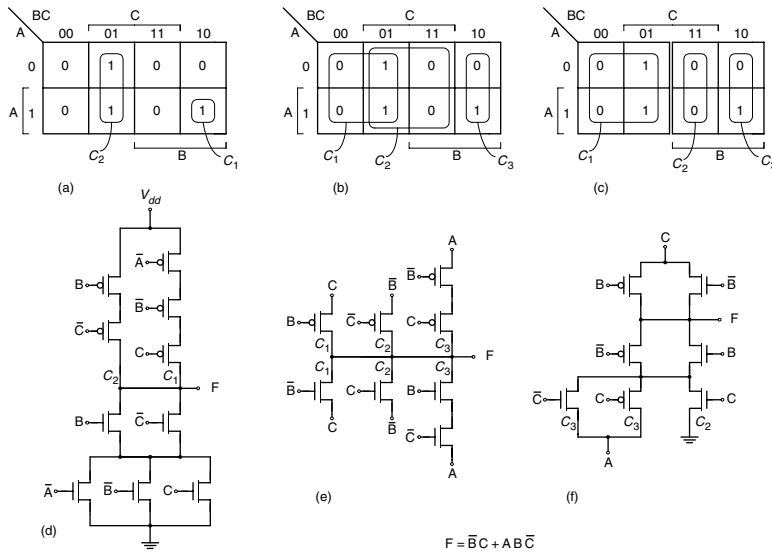 BC C BC C BC C
A 00 01 11 10 A 00 01 11 10 A 00 01 11 10
0 0 1 0 0 0 0 1 0 0 0 0 1 0 0
A 1 0 1 0 1 A 1 0 1 0 1 A 1 0 1 0 1
C₂ B C₁ C₁ C₂ B C₃ C₁ C₂ B C₃
(a) (b) (c)
V_dd
A̅
B
B̅
C̅
C
C₂ C₁ F
B C̅
A̅ B̅ C
(d)
A
C B̅ B̅
B C̅ C
C₁ C₂ C₃
F
C₁ C₂ C₃
B̅ C B
C B̅ C̅
A
(e)
C
B B̅
F
B̅ B
C̅ C C
C₃ C₃ C₂
A
(f)
F = B̅ C + A B C̅